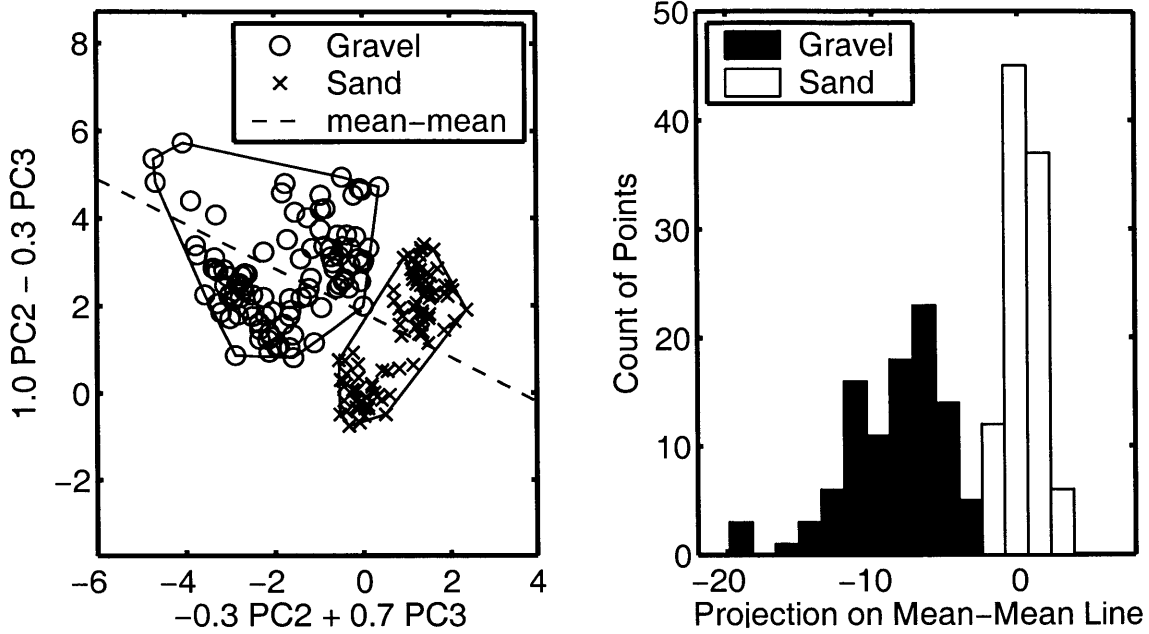 8
6
4
2
0
−2
−6
−4
−2
0
2
4
1.0 PC2 − 0.3 PC3
−0.3 PC2 + 0.7 PC3
Gravel
Sand
mean−mean
50
40
30
20
10
0
−20
−10
0
Count of Points
Projection on Mean−Mean Line
Gravel
Sand